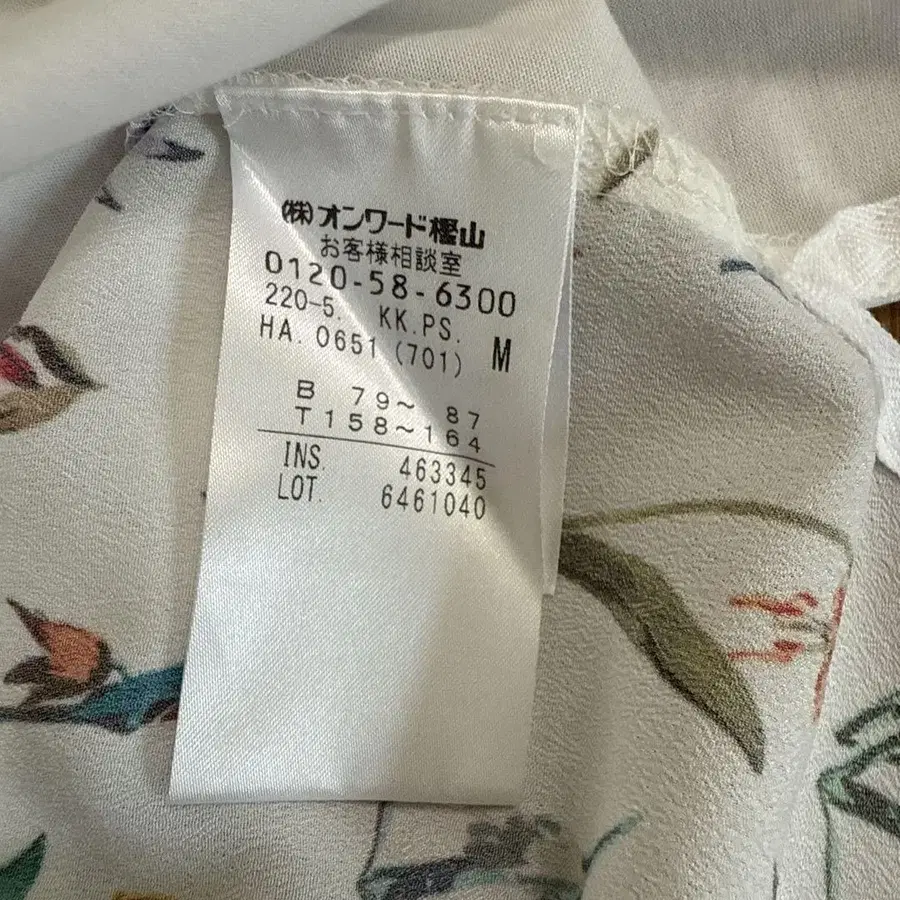 ㈱オンワード樫山
お客様相談室
0120-58-6300
220-5. KK.PS.
HA. 0651 (701) M
B 79～ 87
T 158～164
INS. 463345
LOT. 6461040